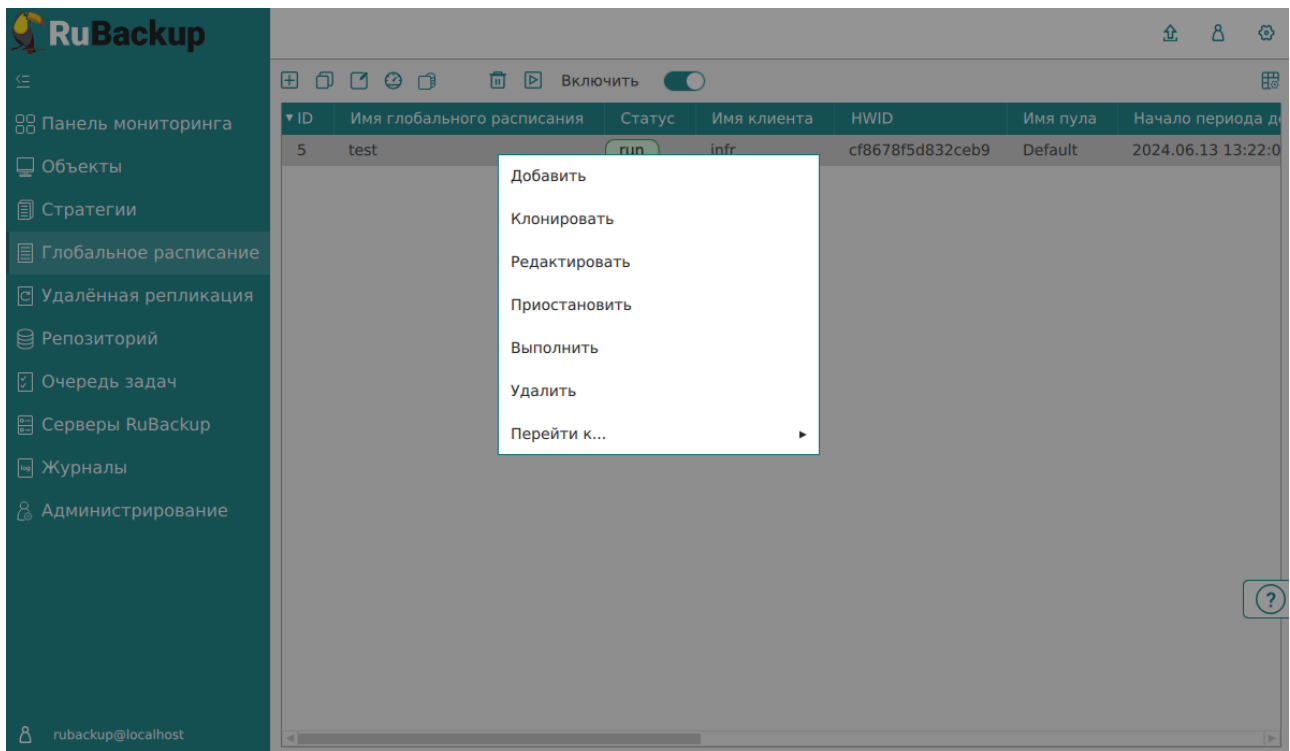 RuBackup
Включить
Панель мониторинга
Объекты
Стратегии
Глобальное расписание
Удалённая репликация
Репозиторий
Очередь задач
Серверы RuBackup
log Журналы
Администрирование
rubackup@localhost
ID Имя глобального расписания Статус Имя клиента HWID Имя пула Начало периода де
5 test run infr cf8678f5d832ceb9 Default 2024.06.13 13:22:0
Добавить
Клонировать
Редактировать
Приостановить
Выполнить
Удалить
Перейти к...
?